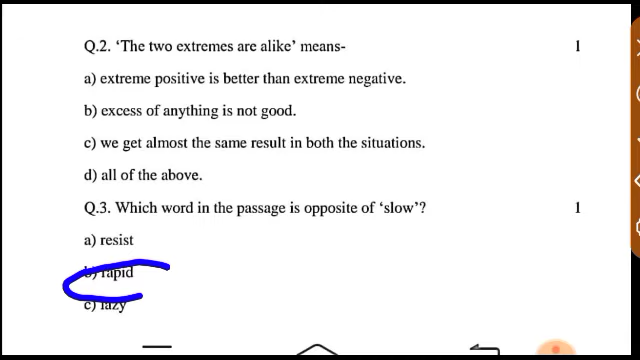 Q.2. ‘The two extremes are alike’ means- 1
a) extreme positive is better than extreme negative.
b) excess of anything is not good.
c) we get almost the same result in both the situations.
d) all of the above.
Q.3. Which word in the passage is opposite of ‘slow’? 1
a) resist
b) rapid
c) lazy